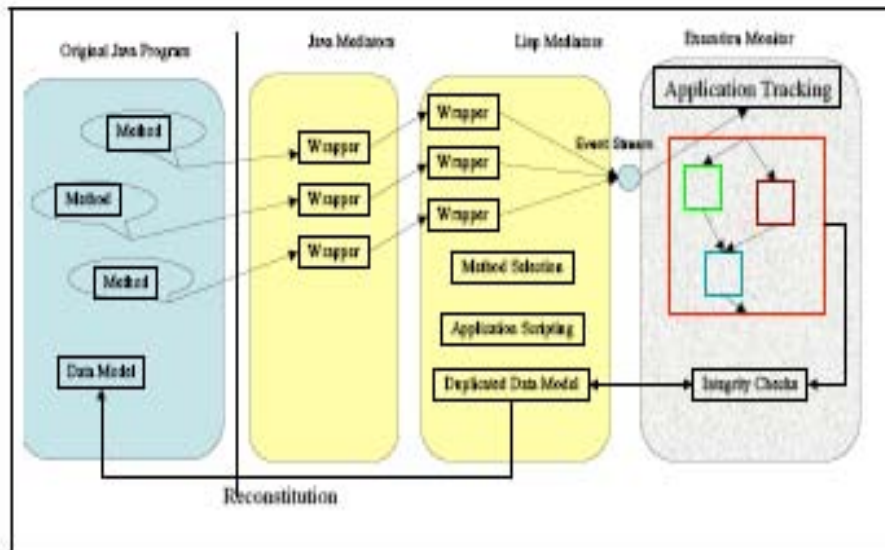 Original Java Program
Java Mediators
Lisp Mediators
Execution Monitor
Application Tracking
Method
Wrapper
Wrapper
Event Stream
Method
Wrapper
Wrapper
Method
Wrapper
Wrapper
Method Selection
Application Scripting
Data Model
Duplicated Data Model
Integrity Checks
Reconstitution